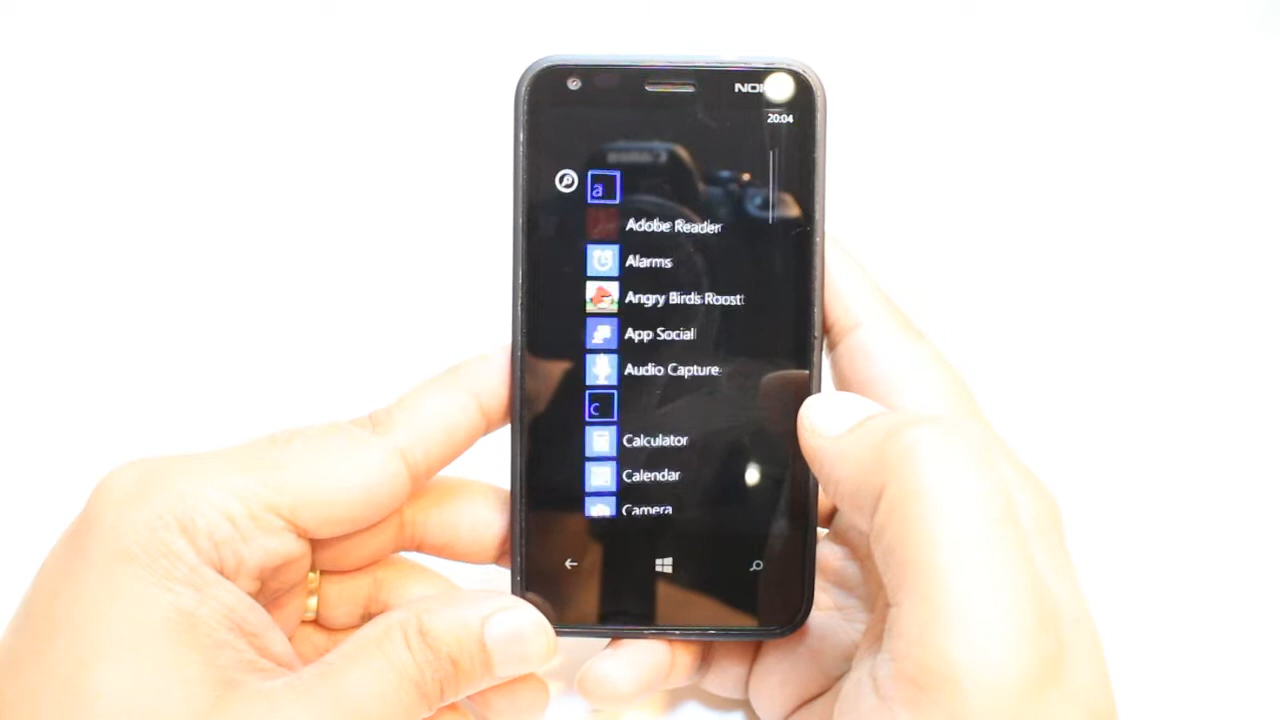 20:04
a
Adobe Reader
Alarms
Angry Birds Roost
App Social
Audio Capture
c
Calculator
Calendar
Camera